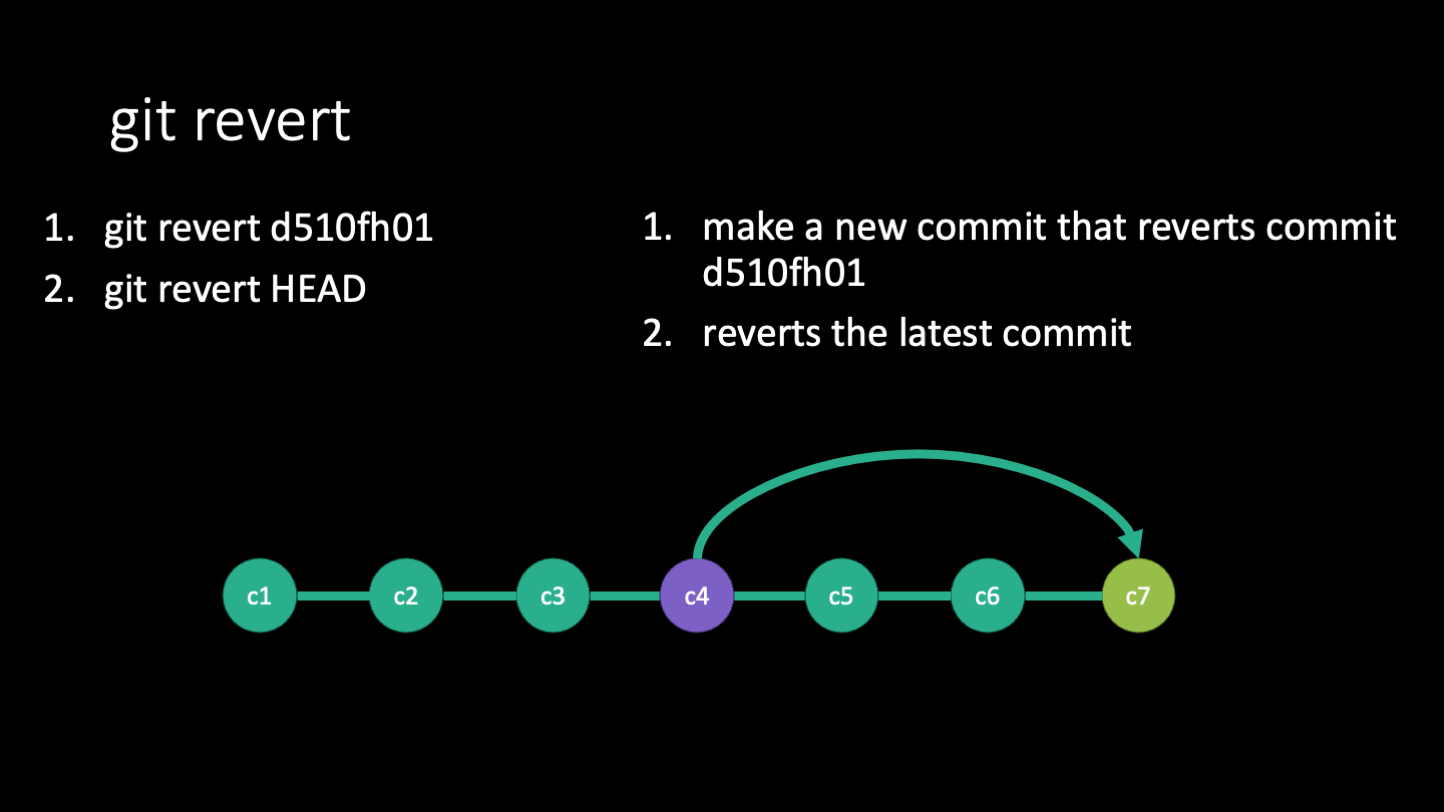 git revert
1. git revert d510fh01
2. git revert HEAD
1. make a new commit that reverts commit
d510fh01
2. reverts the latest commit
c1 c2 c3 c4 c5 c6 c7